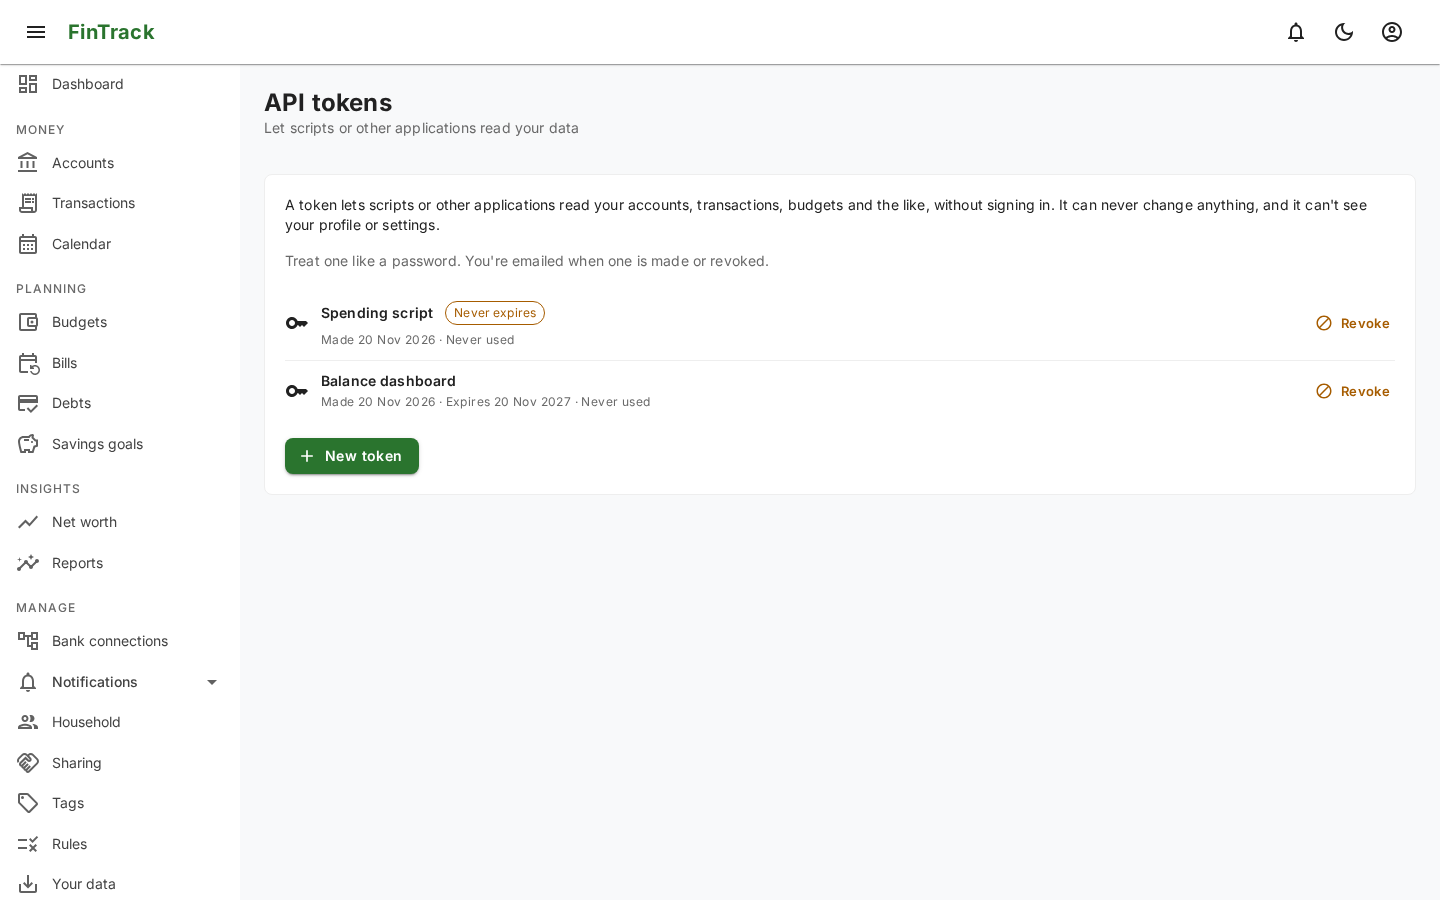 FinTrack
Dashboard
MONEY
Accounts
Transactions
Calendar
PLANNING
Budgets
Bills
Debts
Savings goals
INSIGHTS
Net worth
Reports
MANAGE
Bank connections
Notifications
Household
Sharing
Tags
Rules
Your data
API tokens
Let scripts or other applications read your data
A token lets scripts or other applications read your accounts, transactions, budgets and the like, without signing in. It can never change anything, and it can't see
your profile or settings.
Treat one like a password. You're emailed when one is made or revoked.
Spending script Never expires
Made 20 Nov 2026 · Never used
Revoke
Balance dashboard
Made 20 Nov 2026 · Expires 20 Nov 2027 · Never used
Revoke
New token